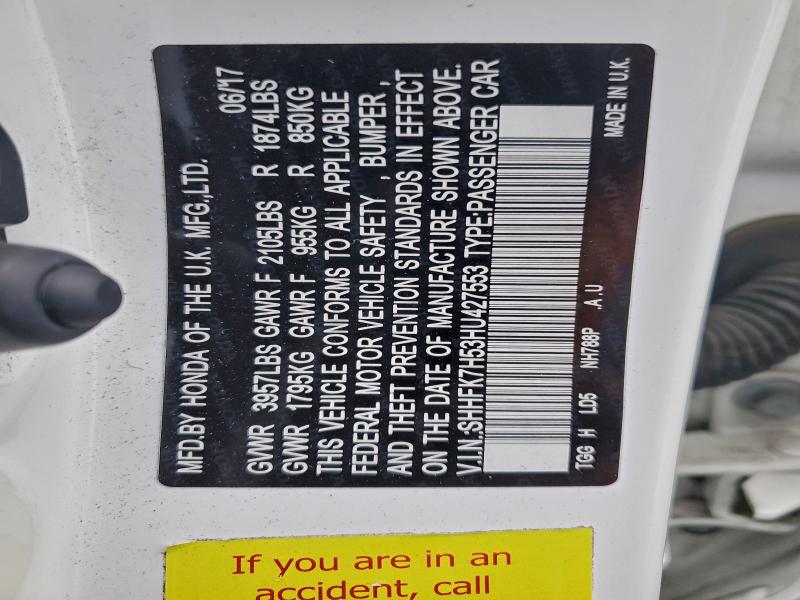 MFD.BY HONDA OF THE U.K. MFG.,LTD. 06/17
GVWR 3957LBS GAWR F 2105LBS R 1874LBS
GVWR 1795KG GAWR F 955KG R 850KG
THIS VEHICLE CONFORMS TO ALL APPLICABLE
FEDERAL MOTOR VEHICLE SAFETY , BUMPER ,
AND THEFT PREVENTION STANDARDS IN EFFECT
ON THE DATE OF MANUFACTURE SHOWN ABOVE.
V.I.N.:SHHFK7H53HU427553 TYPE:PASSENGER CAR
TGG H LD5 NH788P .A.U MADE IN U.K.
If you are in an
accident, call